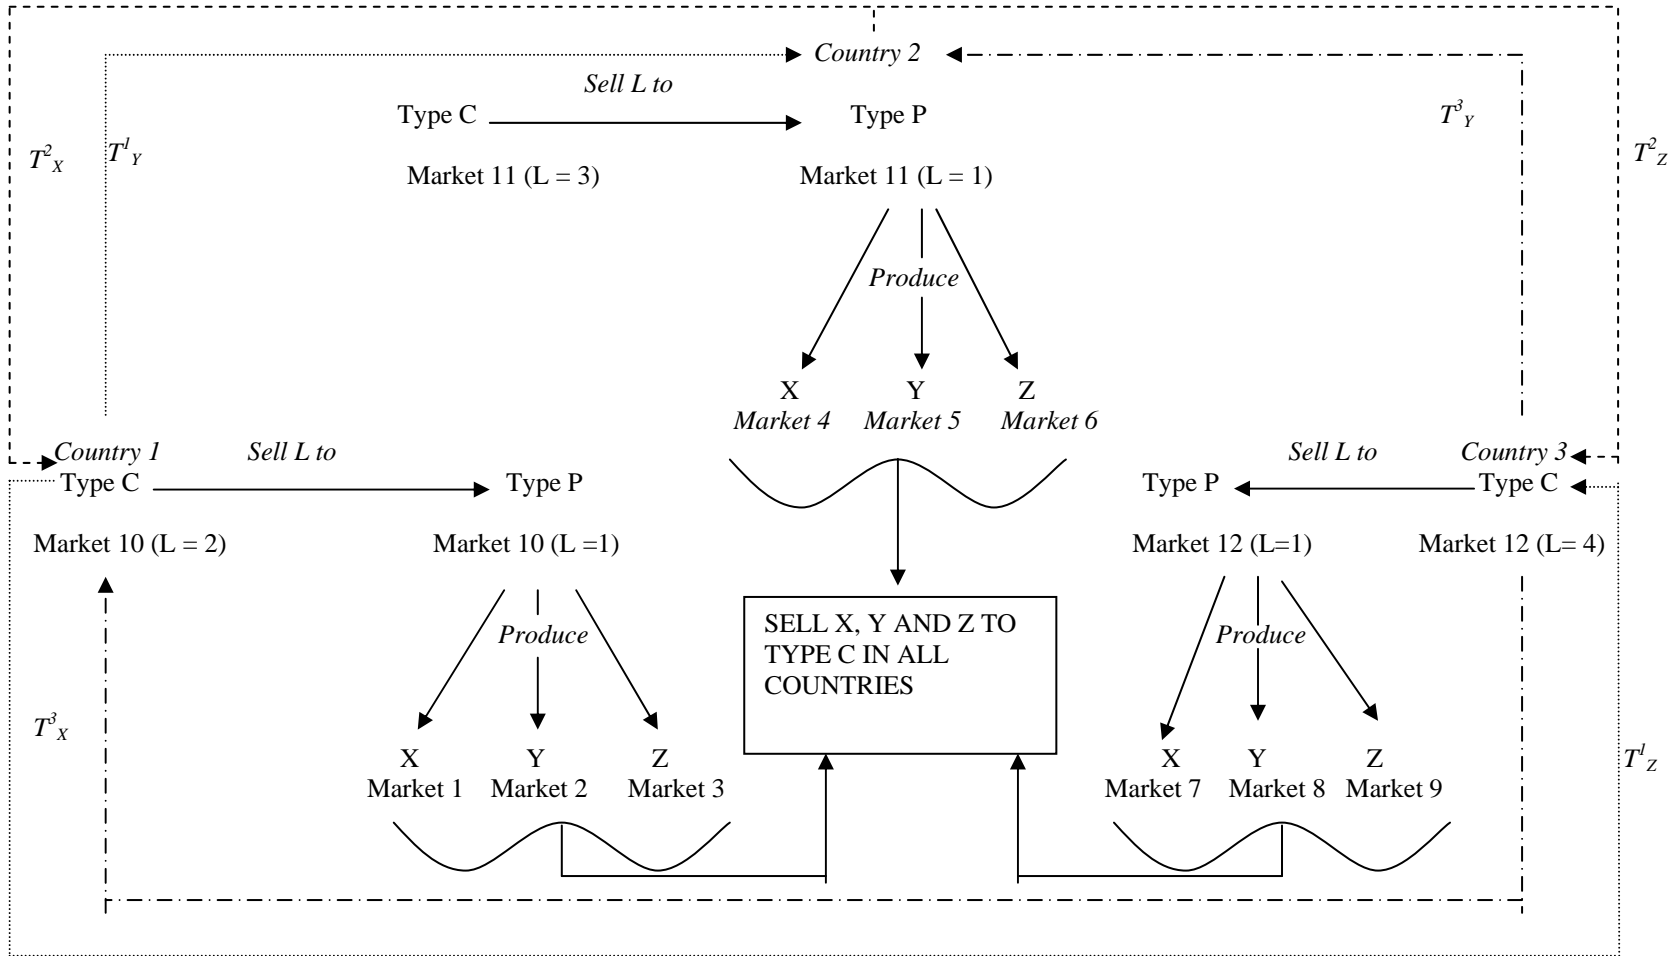 Country 2
Sell L to
Type C Type P
T²X T¹Y T³Y T²Z
Market 11 (L = 3) Market 11 (L = 1)
Produce
X Y Z
Market 4 Market 5 Market 6
Country 1 Sell L to Sell L to Country 3
Type C Type P Type P Type C
Market 10 (L = 2) Market 10 (L =1) Market 12 (L=1) Market 12 (L= 4)
SELL X, Y AND Z TO
TYPE C IN ALL
COUNTRIES
Produce Produce
T³X T¹Z
X Y Z X Y Z
Market 1 Market 2 Market 3 Market 7 Market 8 Market 9